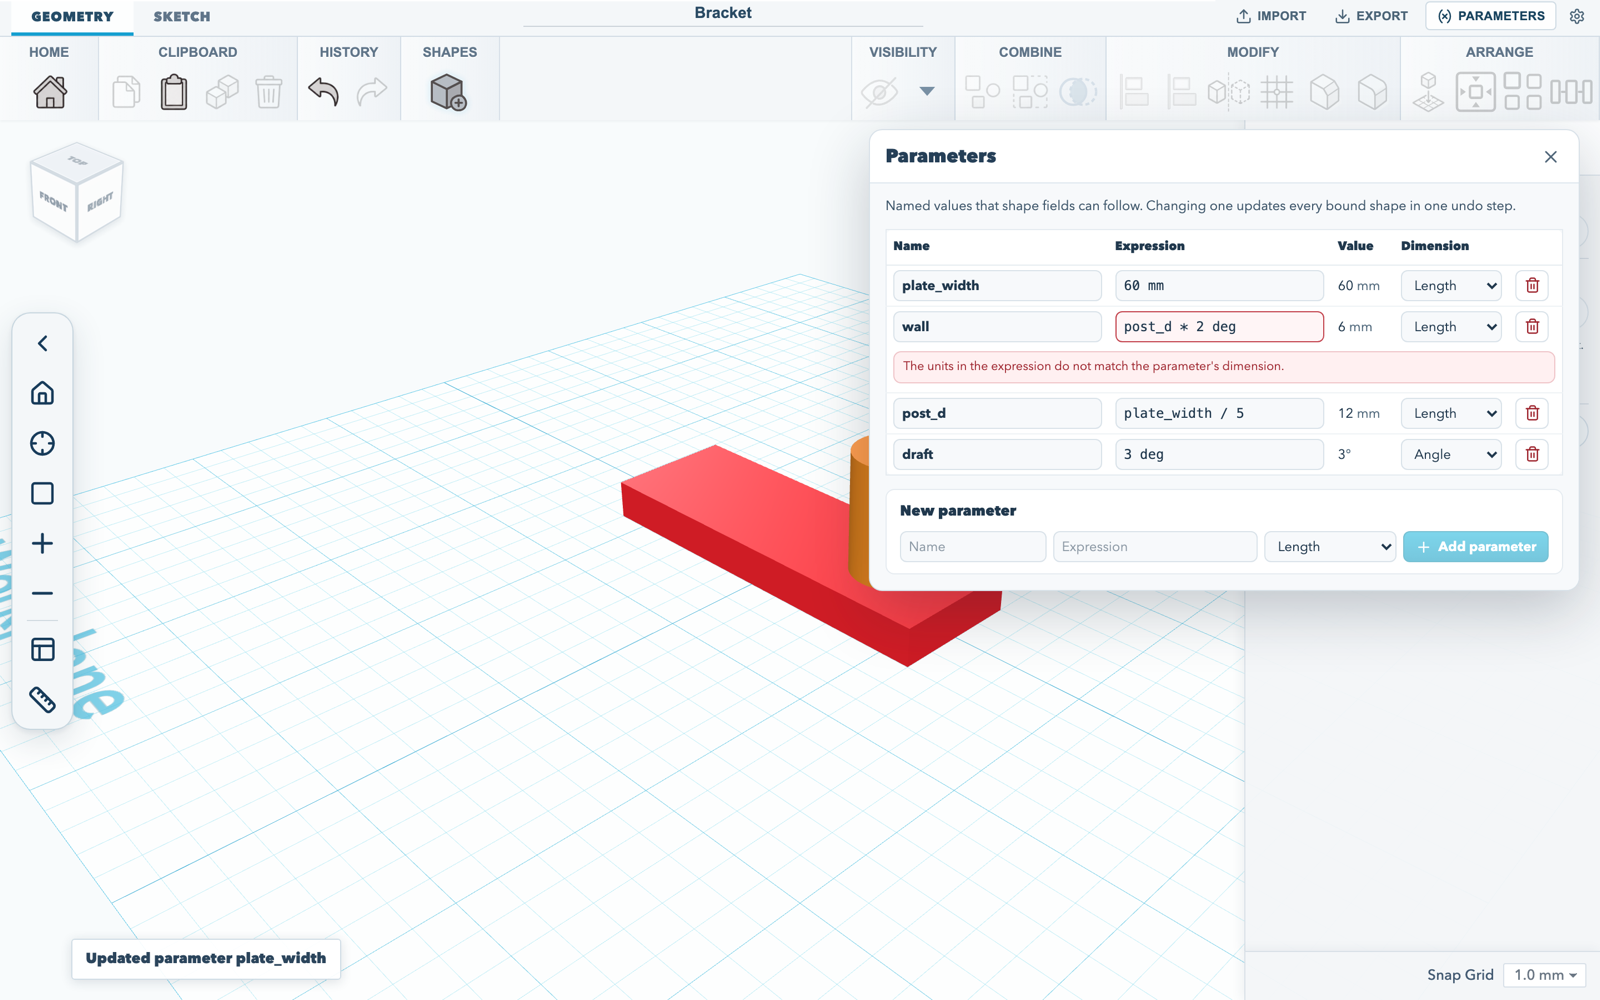 GEOMETRY
SKETCH
Bracket
IMPORT
EXPORT
(x) PARAMETERS
HOME
CLIPBOARD
HISTORY
SHAPES
VISIBILITY
COMBINE
MODIFY
ARRANGE
TOP
FRONT
RIGHT
Parameters
Named values that shape fields can follow. Changing one updates every bound shape in one undo step.
Name Expression Value Dimension
plate_width 60 mm 60 mm Length
wall post_d * 2 deg 6 mm Length
The units in the expression do not match the parameter's dimension.
post_d plate_width / 5 12 mm Length
draft 3 deg 3° Angle
New parameter
Name Expression Length + Add parameter
Updated parameter plate_width
Snap Grid 1.0 mm